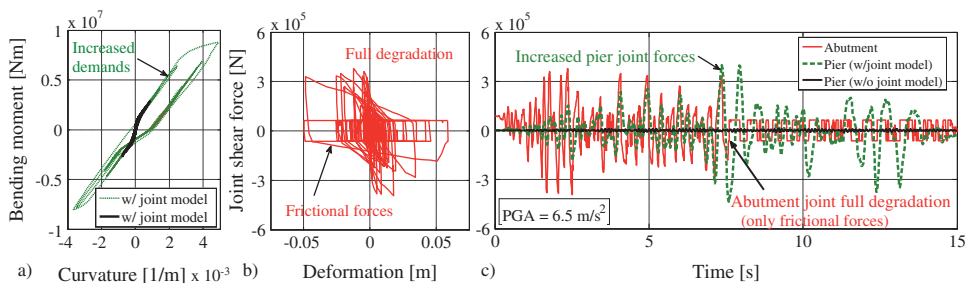 x 10^7
Bending moment [Nm]
1
0.5
0
0.5
1
Increased
demands
w/ joint model
w/ joint model
-4 -2 0 2 4
a) Curvature [1/m] x 10^-3
x 10^5
Joint shear force [N]
6
3
0
-3
-6
Full degradation
Frictional forces
-0.05 0 0.05
b) Deformation [m]
x 10^5
6
3
0
-3
-6
Increased pier joint forces
Abutment
Pier (w/joint model)
Pier (w/o joint model)
PGA = 6.5 m/s^2
Abutment joint full degradation
(only frictional forces)
0 5 10 15
c) Time [s]